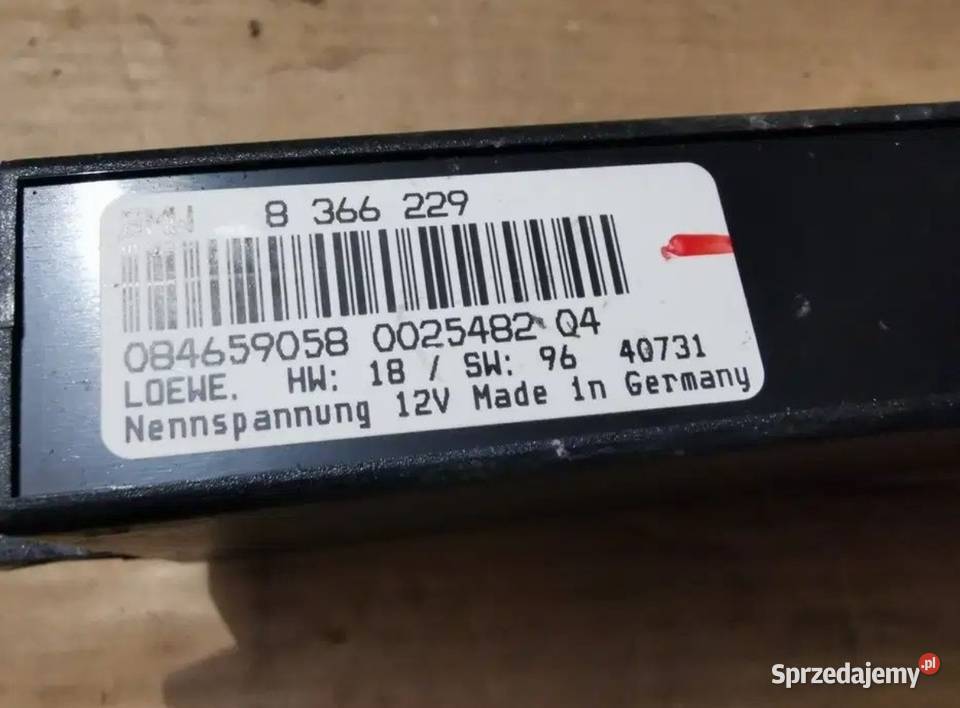 BMW 8 366 229
084659058 0025482 Q4
LOEWE. HW: 18 / SW: 96 40731
Nennspannung 12V Made in Germany
Sprzedajemy.pl